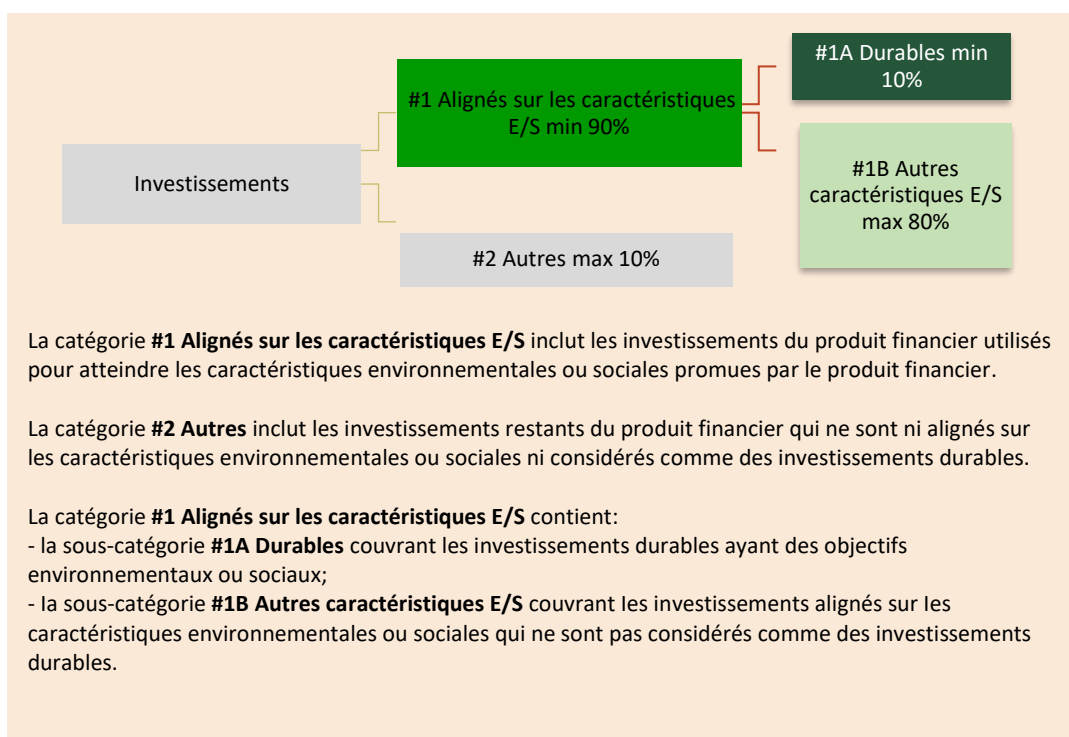 #1A Durables min
10%
#1 Alignés sur les caractéristiques
E/S min 90%
Investissements
#1B Autres
caractéristiques E/S
max 80%
#2 Autres max 10%
La catégorie #1 Alignés sur les caractéristiques E/S inclut les investissements du produit financier utilisés
pour atteindre les caractéristiques environnementales ou sociales promues par le produit financier.
La catégorie #2 Autres inclut les investissements restants du produit financier qui ne sont ni alignés sur
les caractéristiques environnementales ou sociales ni considérés comme des investissements durables.
La catégorie #1 Alignés sur les caractéristiques E/S contient:
- la sous-catégorie #1A Durables couvrant les investissements durables ayant des objectifs
environnementaux ou sociaux;
- la sous-catégorie #1B Autres caractéristiques E/S couvrant les investissements alignés sur les
caractéristiques environnementales ou sociales qui ne sont pas considérés comme des investissements
durables.